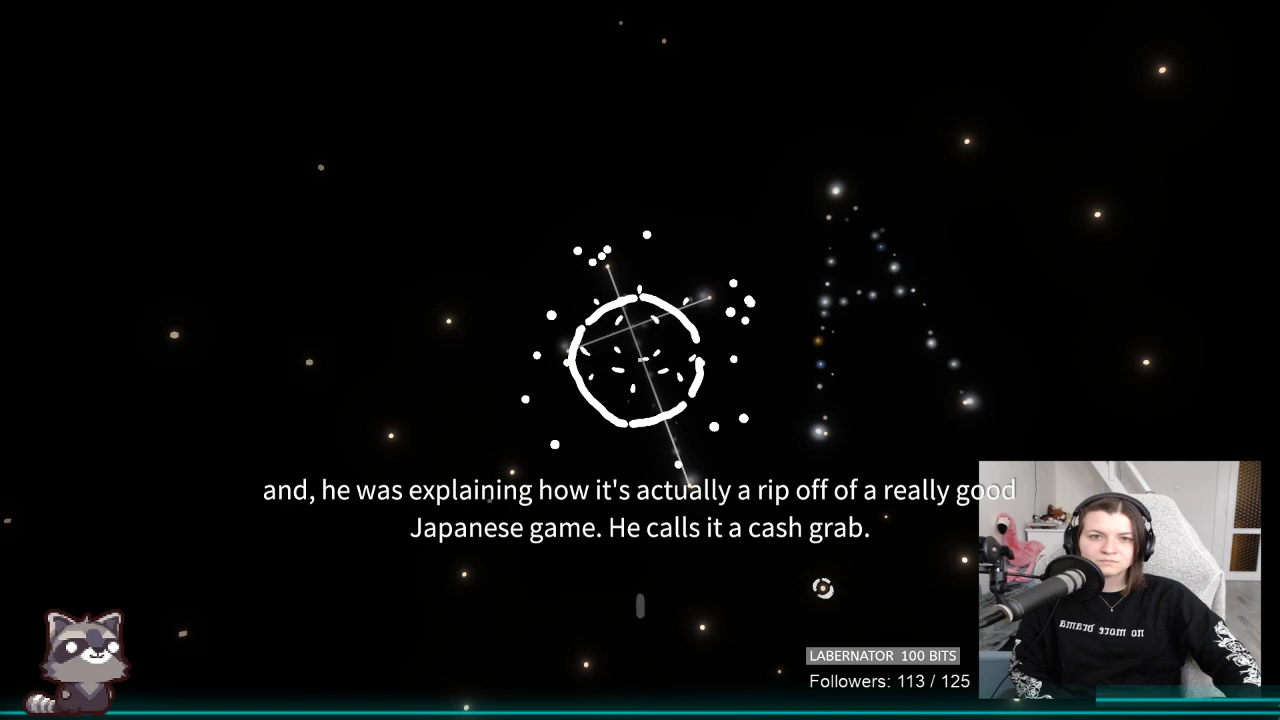 and, he was explaining how it's actually a rip off of a really good
Japanese game. He calls it a cash grab.
no more drama
LABERNATOR 100 BITS
Followers: 113 / 125